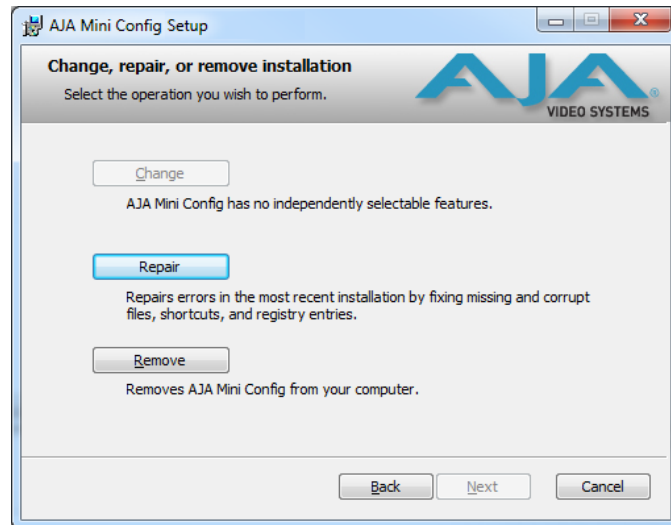 AJA Mini Config Setup
Change, repair, or remove installation
Select the operation you wish to perform.
AJA
®
VIDEO SYSTEMS
Change
AJA Mini Config has no independently selectable features.
Repair
Repairs errors in the most recent installation by fixing missing and corrupt
files, shortcuts, and registry entries.
Remove
Removes AJA Mini Config from your computer.
Back
Next
Cancel